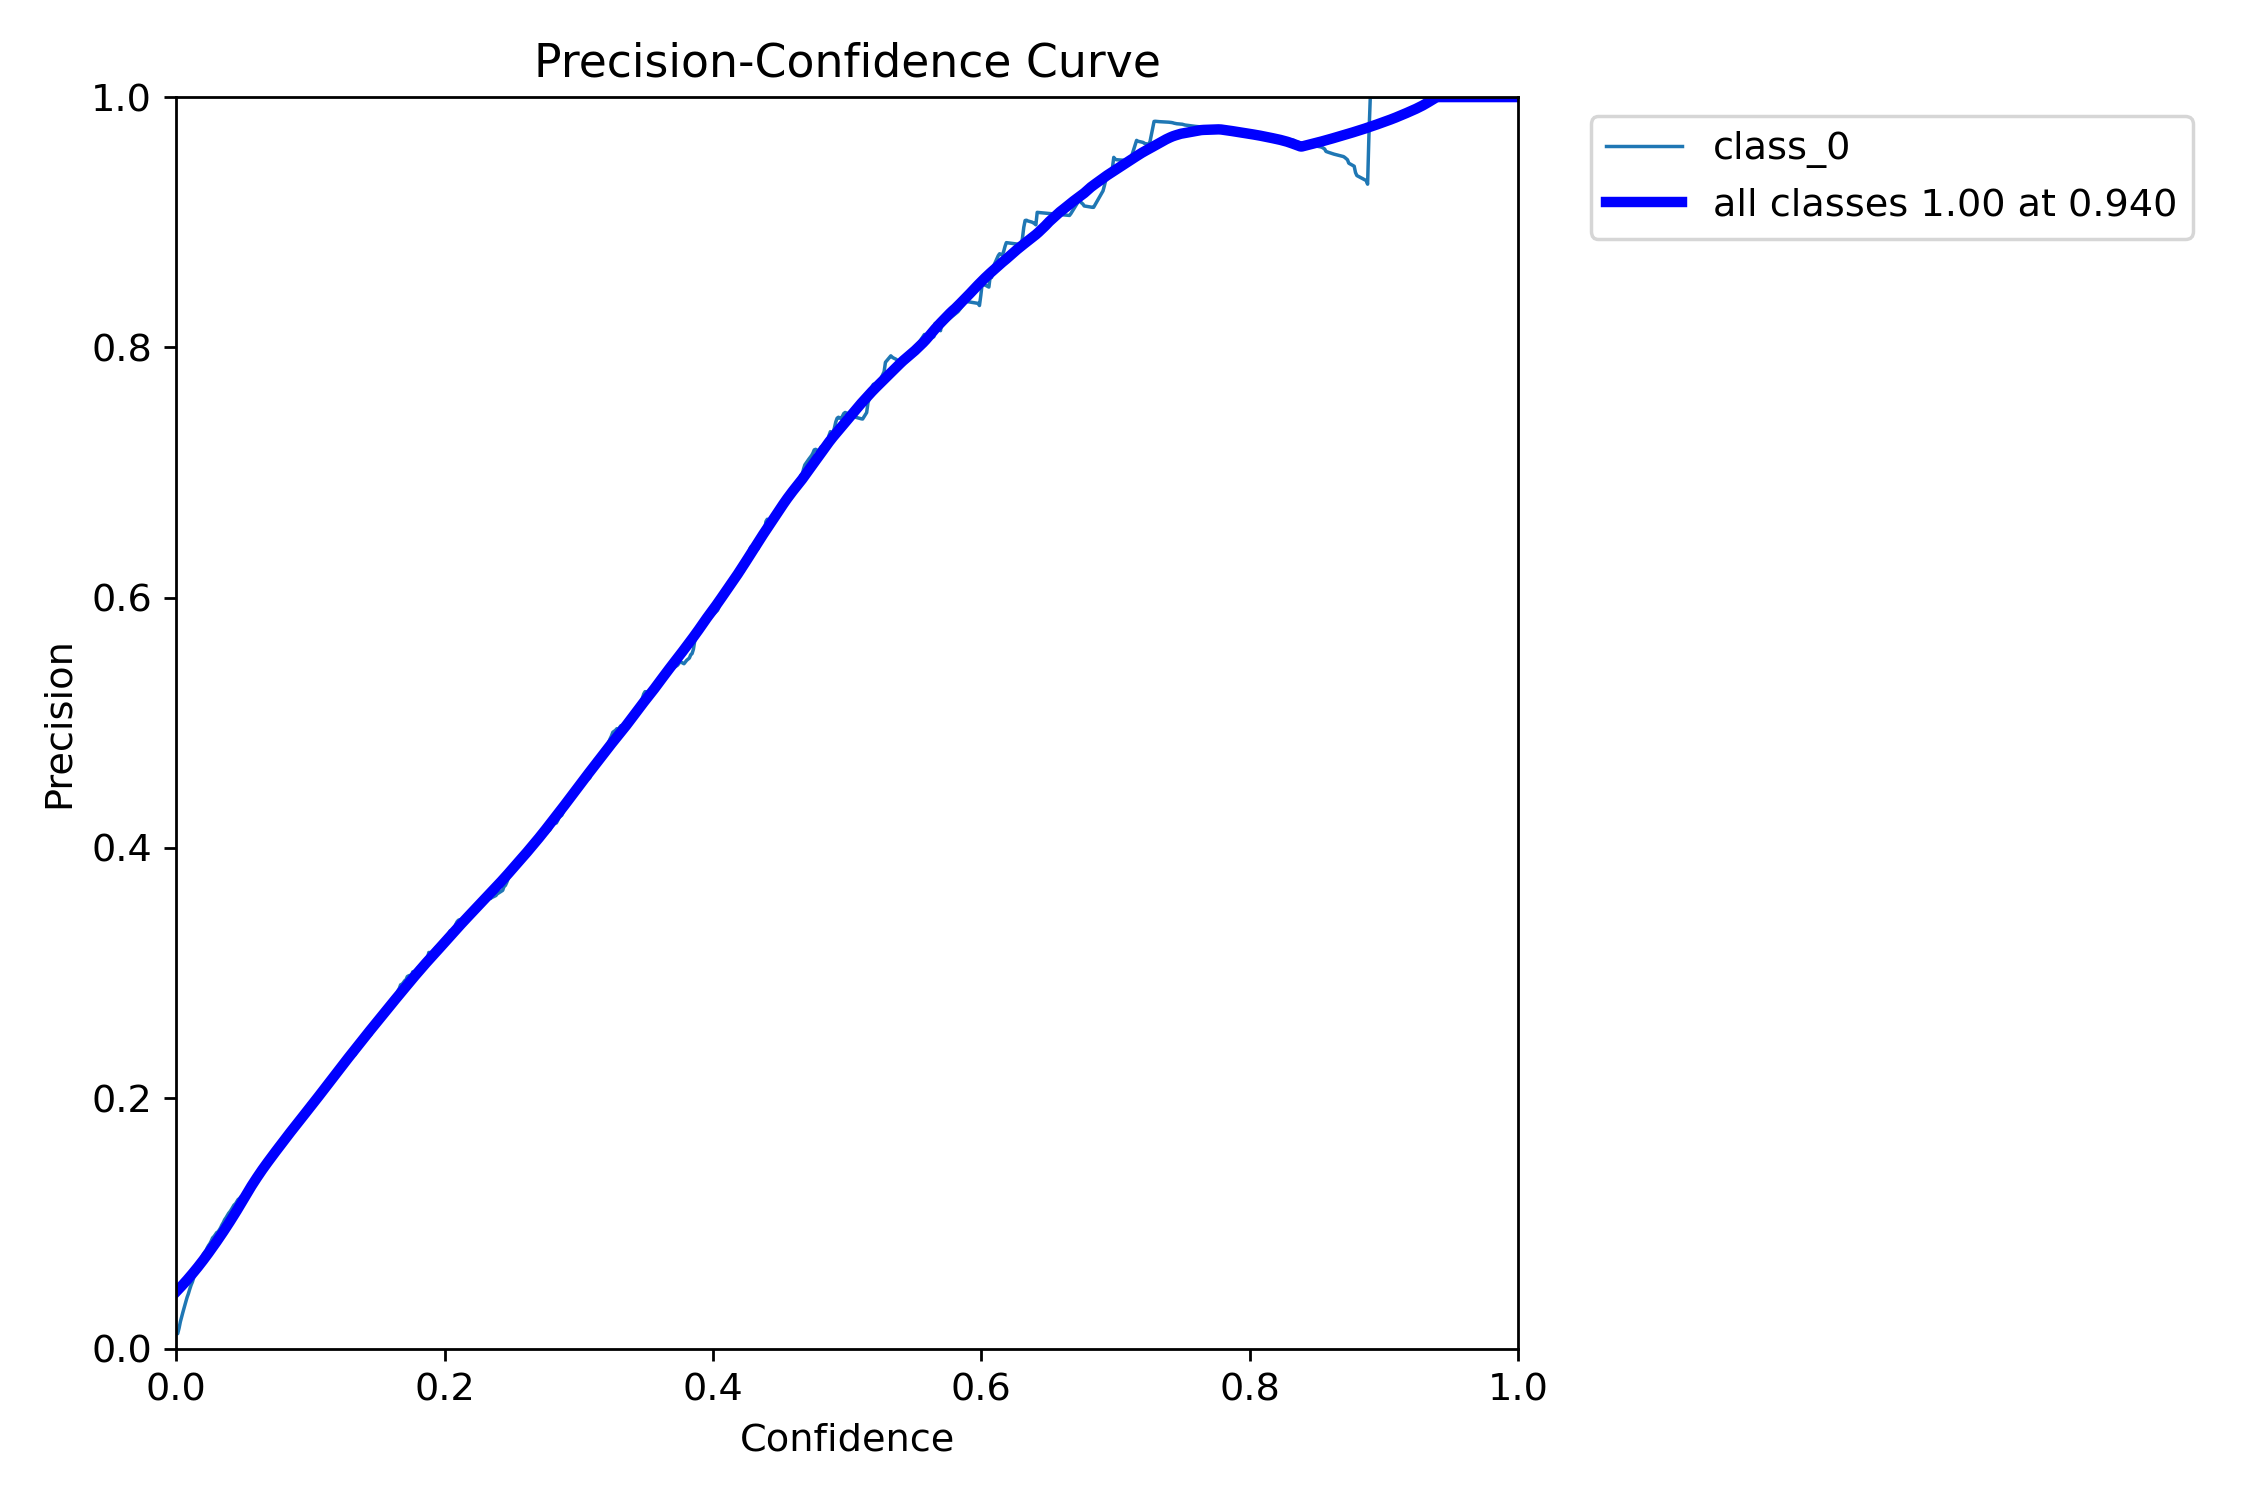 Precision-Confidence Curve
class_0
all classes 1.00 at 0.940
Precision
1.0
0.8
0.6
0.4
0.2
0.0
0.0 0.2 0.4 0.6 0.8 1.0
Confidence